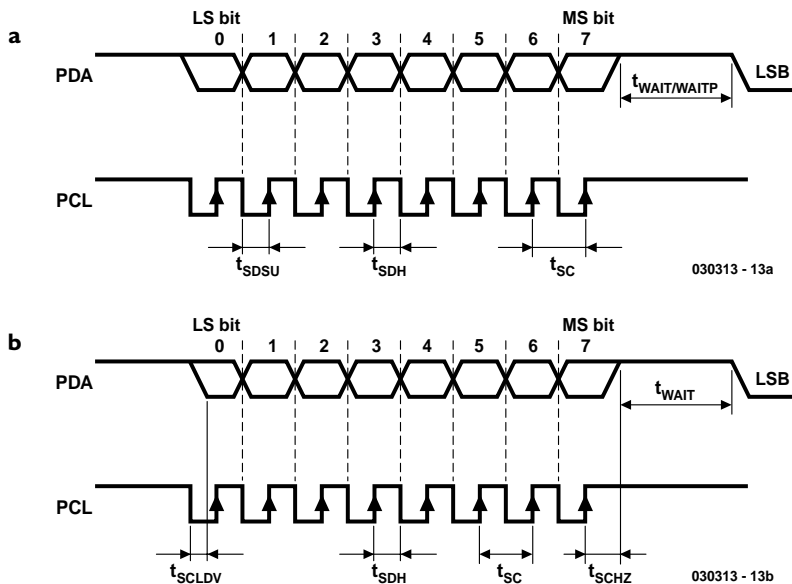 a
LS bit MS bit
0 1 2 3 4 5 6 7
PDA
tWAIT/WAITP
LSB
PCL
tSDSU tSDH tSC
030313 - 13a
b
LS bit MS bit
0 1 2 3 4 5 6 7
PDA
tWAIT
LSB
PCL
tSCLDV tSDH tSC tSCHZ
030313 - 13b